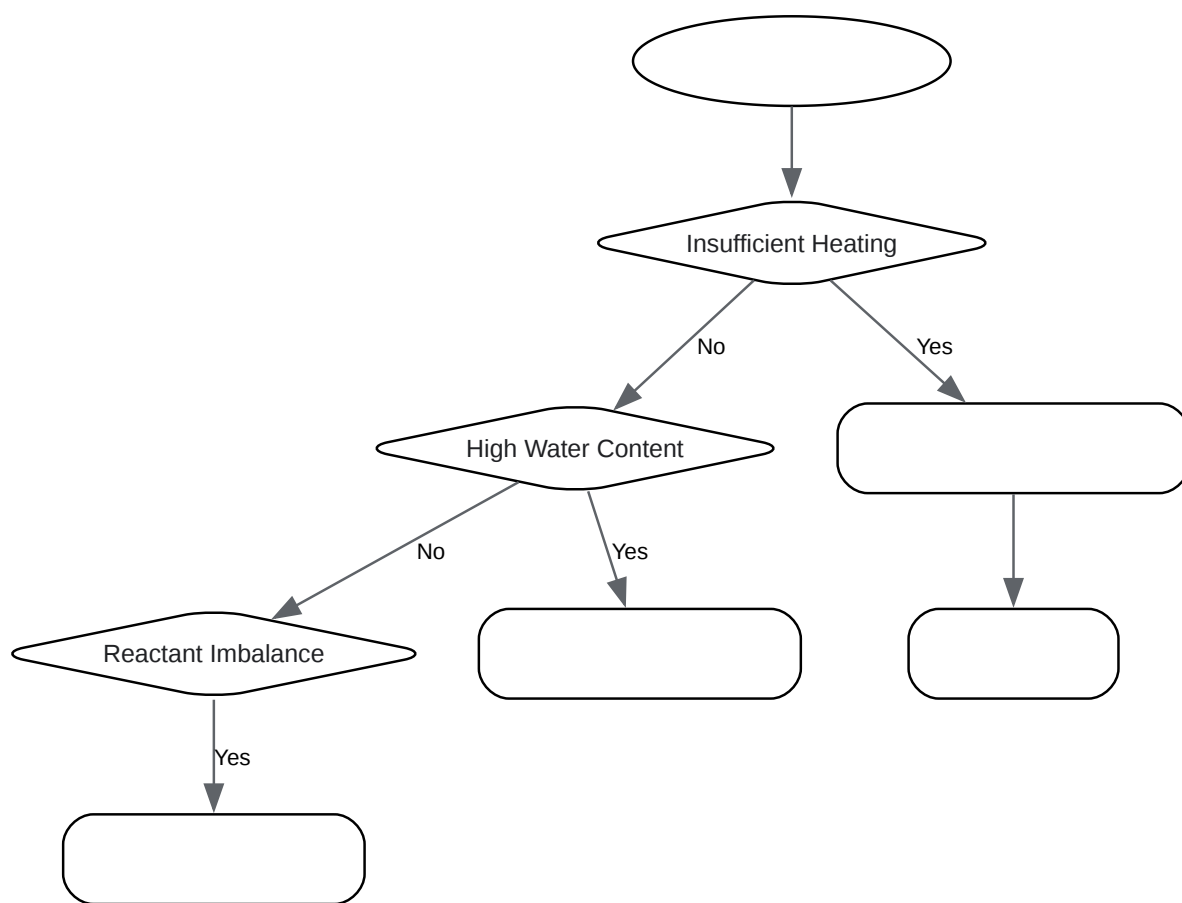 Insufficient Heating
No
Yes
High Water Content
No
Yes
Reactant Imbalance
Yes